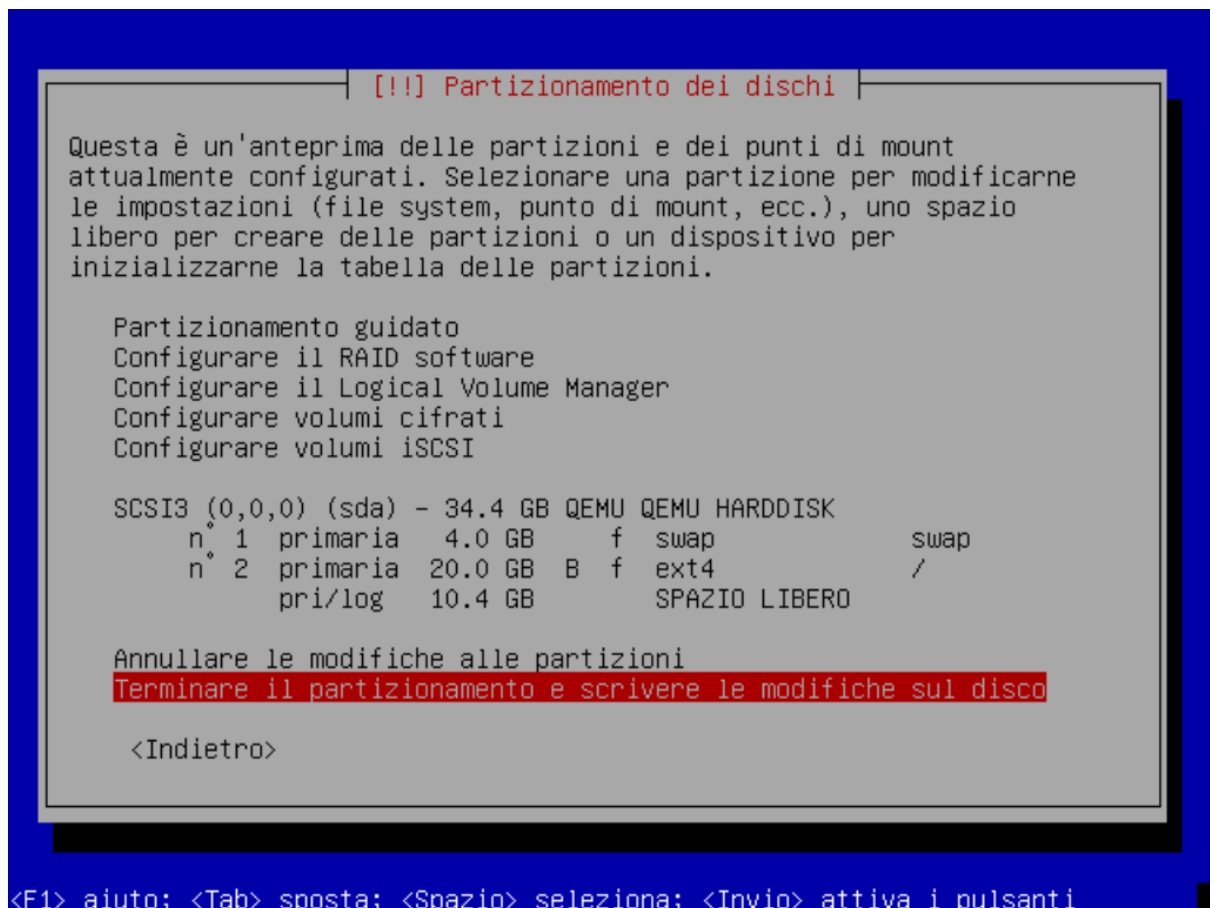 [!!] Partizionamento dei dischi
Questa è un'anteprima delle partizioni e dei punti di mount
attualmente configurati. Selezionare una partizione per modificarne
le impostazioni (file system, punto di mount, ecc.), uno spazio
libero per creare delle partizioni o un dispositivo per
inizializzarne la tabella delle partizioni.
Partizionamento guidato
Configurare il RAID software
Configurare il Logical Volume Manager
Configurare volumi cifrati
Configurare volumi iSCSI
SCSI3 (0,0,0) (sda) - 34.4 GB QEMU QEMU HARDDISK
n° 1 primaria 4.0 GB f swap swap
n° 2 primaria 20.0 GB B f ext4 /
pri/log 10.4 GB SPAZIO LIBERO
Annullare le modifiche alle partizioni
Terminare il partizionamento e scrivere le modifiche sul disco
<Indietro>
<F1> aiuto; <Tab> sposta; <Spazio> seleziona; <Invio> attiva i pulsanti